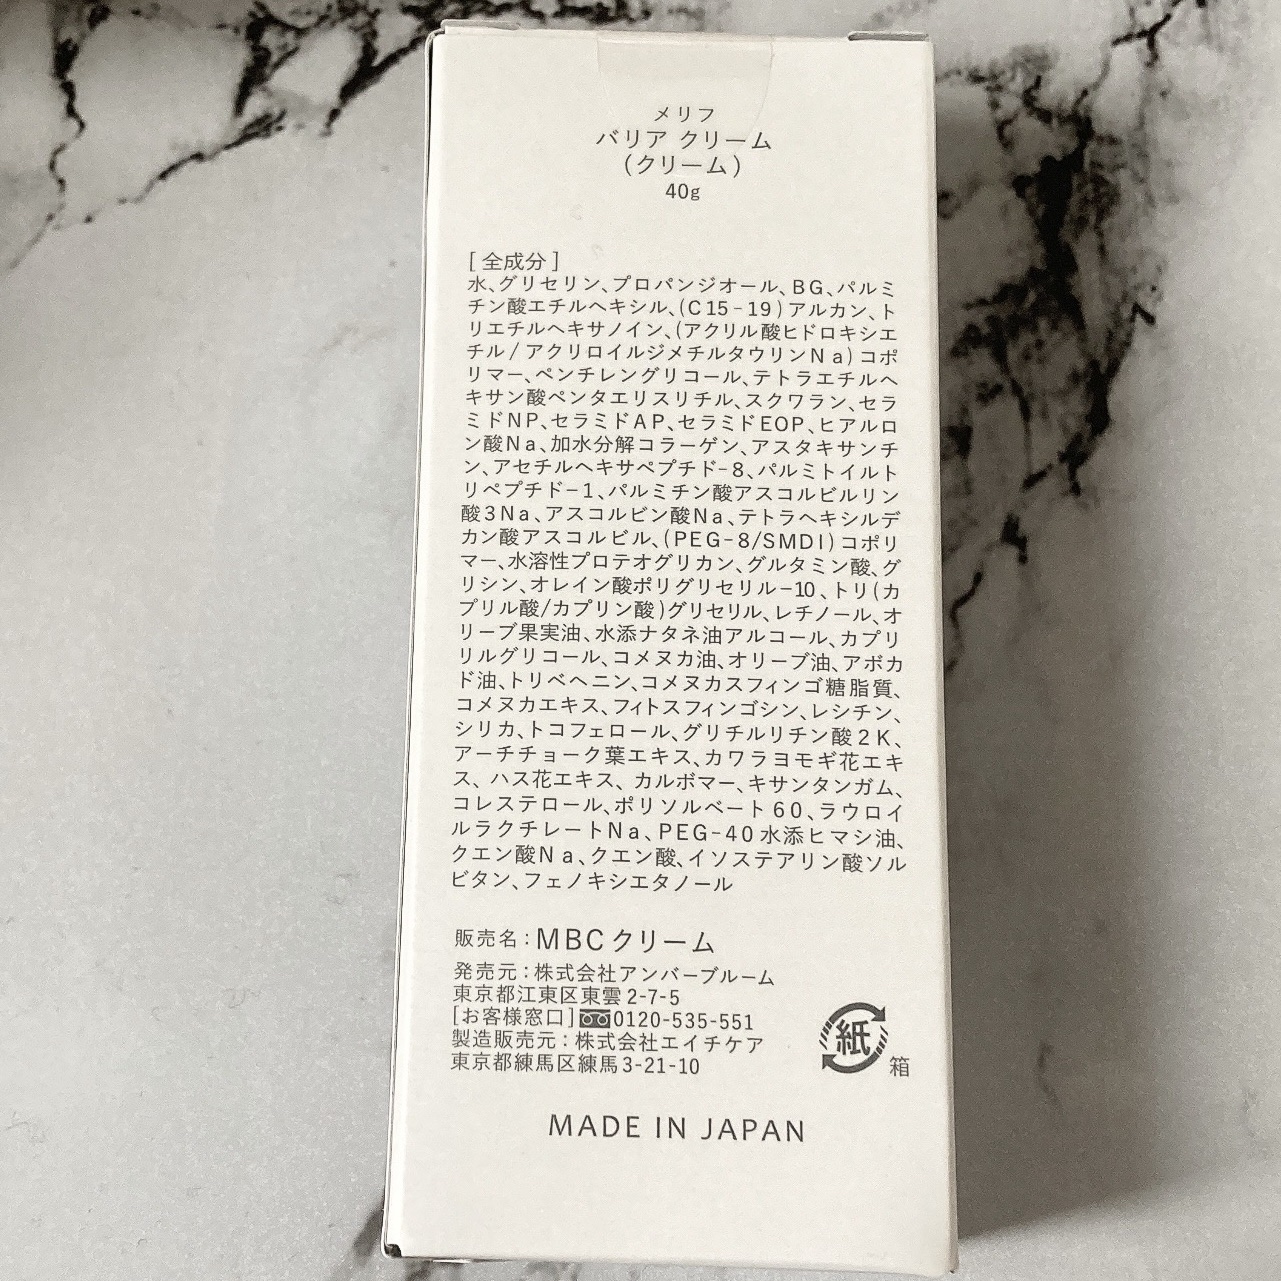 メリフ
バリア クリーム
(クリーム)
40g
[全成分]
水、グリセリン、プロパンジオール、BG、パルミ
チン酸エチルヘキシル、(C15-19)アルカン、ト
リエチルヘキサノイン、(アクリル酸ヒドロキシエ
チル/アクリロイルジメチルタウリンNa)コポ
リマー、ペンチレングリコール、テトラエチルヘ
キサン酸ペンタエリスリチル、スクワラン、セラ
ミドNP、セラミドAP、セラミドEOP、ヒアルロ
ン酸Na、加水分解コラーゲン、アスタキサンチ
ン、アセチルヘキサペプチド-8、パルミトイルト
リペプチド-1、パルミチン酸アスコルビルリン
酸3Na、アスコルビン酸Na、テトラヘキシルデ
カン酸アスコルビル、(PEG-8/SMDI)コポリ
マー、水溶性プロテオグリカン、グルタミン酸、グ
リシン、オレイン酸ポリグリセリル-10、トリ(カ
プリル酸/カプリン酸)グリセリル、レチノール、オ
リーブ果実油、水添ナタネ油アルコール、カプリ
リルグリコール、コメヌカ油、オリーブ油、アボカ
ド油、トリベヘニン、コメヌカスフィンゴ糖脂質、
コメヌカエキス、フィトスフィンゴシン、レシチン、
シリカ、トコフェロール、グリチルリチン酸2K、
アーチチョーク葉エキス、カワラヨモギ花エキ
ス、ハス花エキス、カルボマー、キサンタンガム、
コレステロール、ポリソルベート60、ラウロイ
ルラクチレートNa、PEG-40水添ヒマシ油、
クエン酸Na、クエン酸、イソステアリン酸ソル
ビタン、フェノキシエタノール
販売名:MBCクリーム
発売元:株式会社アンバーブルーム
東京都江東区東雲2-7-5
[お客様窓口]0120-535-551
製造販売元:株式会社エイチケア
東京都練馬区練馬3-21-10
紙
箱
MADE IN JAPAN